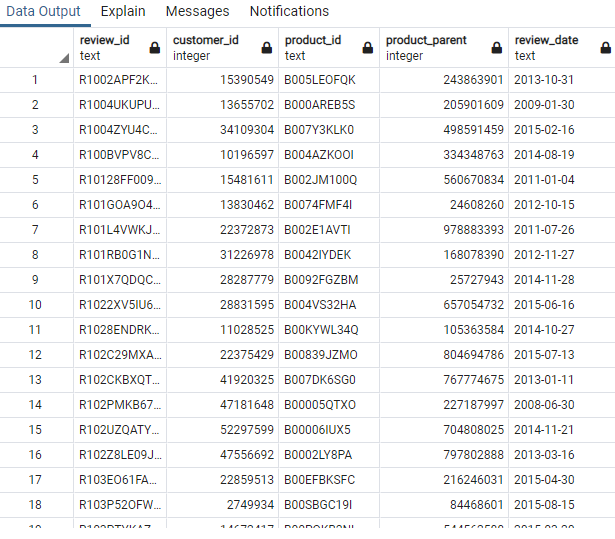 Data Output Explain Messages Notifications
review_id customer_id product_id product_parent review_date
text integer text integer text
1 R1002APF2K... 15390549 B005LEOFQK 243863901 2013-10-31
2 R1004UKUPU... 13655702 B000AREB5S 205901609 2009-01-30
3 R1004ZYU4C... 34109304 B007Y3KLK0 498591459 2015-02-16
4 R100BVPV8C... 10196597 B004AZKOOI 334348763 2014-08-19
5 R10128FF009... 15481611 B002JM100Q 560670834 2011-01-04
6 R101GOA9O4... 13830462 B0074FMF4I 24608260 2012-10-15
7 R101L4VWKJ... 22372873 B002E1AVTI 978883393 2011-07-26
8 R101RB0G1N... 31226978 B0042IYDEK 168078390 2012-11-27
9 R101X7QDQC... 28287779 B0092FGZBM 25727943 2014-11-28
10 R1022XV5IU6... 28831595 B004VS32HA 657054732 2015-06-16
11 R1028ENDRK... 11028525 B00KYWL34Q 105363584 2014-10-27
12 R102C29MXA... 22375429 B00839JZMO 804694786 2015-07-13
13 R102CKBXQT... 41920325 B007DK6SG0 767774675 2013-01-11
14 R102PMKB67... 47181648 B00005QTXO 227187997 2008-06-30
15 R102UZQATY... 52297599 B00006IUX5 704808025 2014-11-21
16 R102Z8LE09J... 47556692 B0002LY8PA 797802888 2013-03-16
17 R103EO61FA... 22859513 B00EFBKSFC 216246031 2015-04-30
18 R103P52OFW... 2749934 B00SBGC19I 84468601 2015-08-15